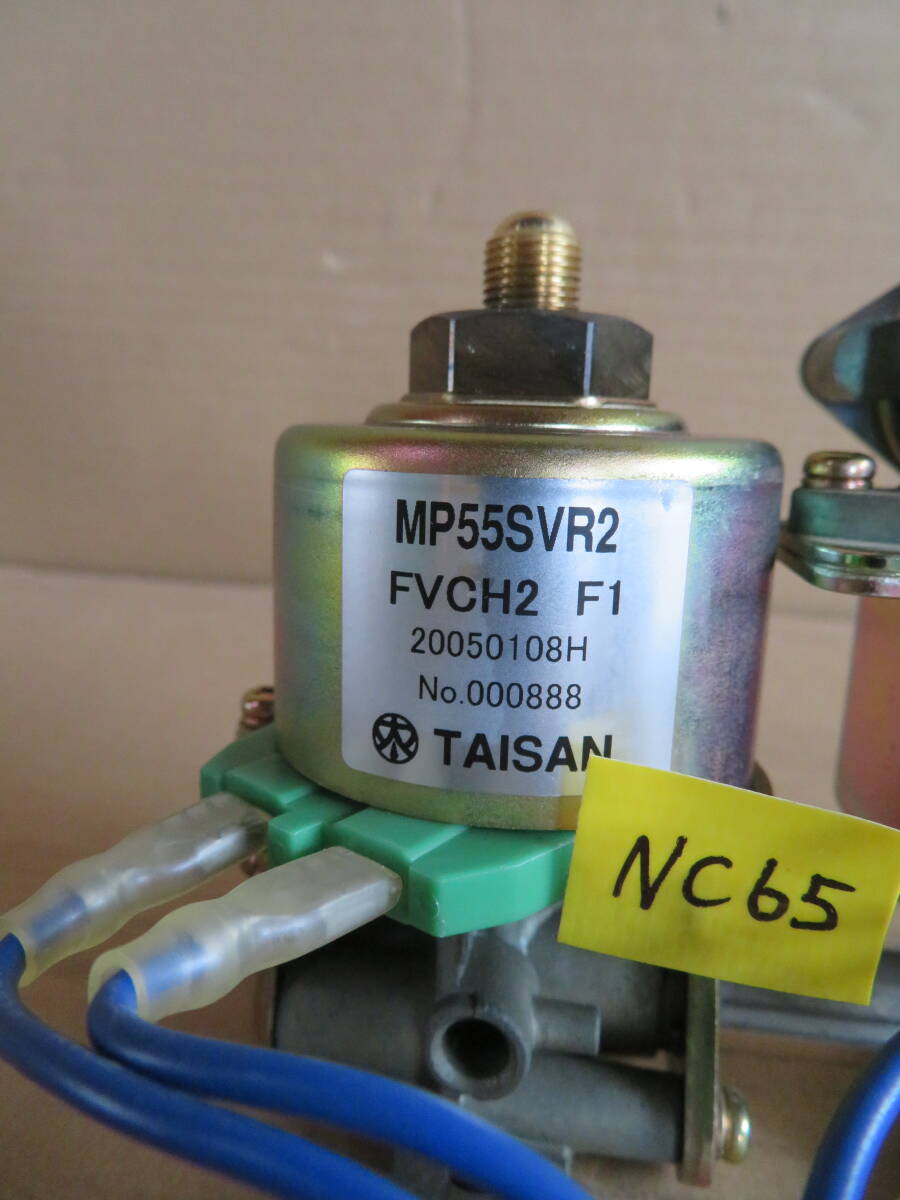 MP55SVR2
FVCH2 F1
20050108H
No.000888
TAISAN
NC65